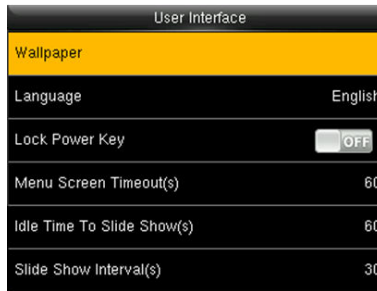 User Interface
Wallpaper
Language English
Lock Power Key OFF
Menu Screen Timeout(s) 60
Idle Time To Slide Show(s) 60
Slide Show Interval(s) 30